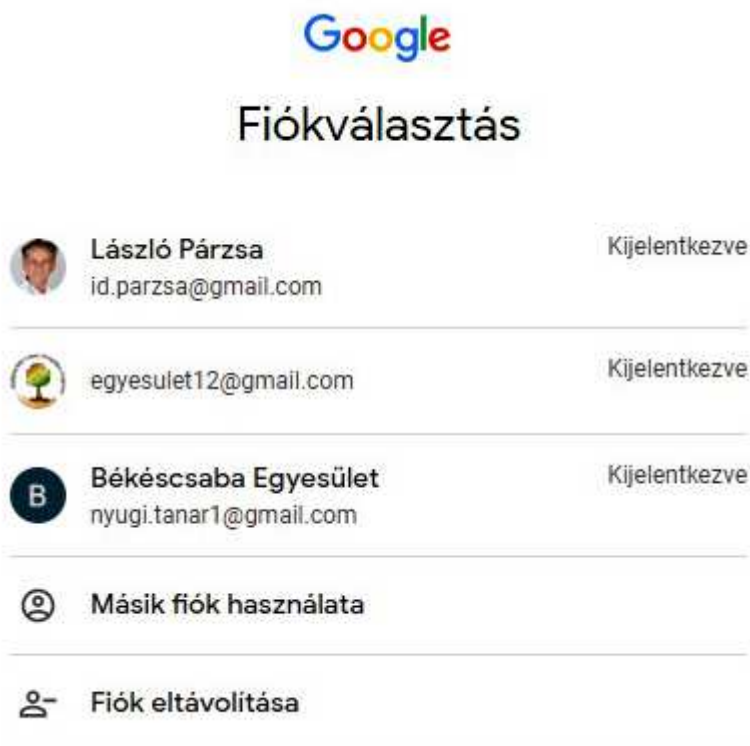 Google
Fiókválasztás
László Párzsa
Kijelentkezve
id.parzsa@gmail.com
egyesulet12@gmail.com
Kijelentkezve
Békéscsaba Egyesület
Kijelentkezve
B
nyugi.tanar1@gmail.com
Másik fiók használata
Fiók eltávolítása